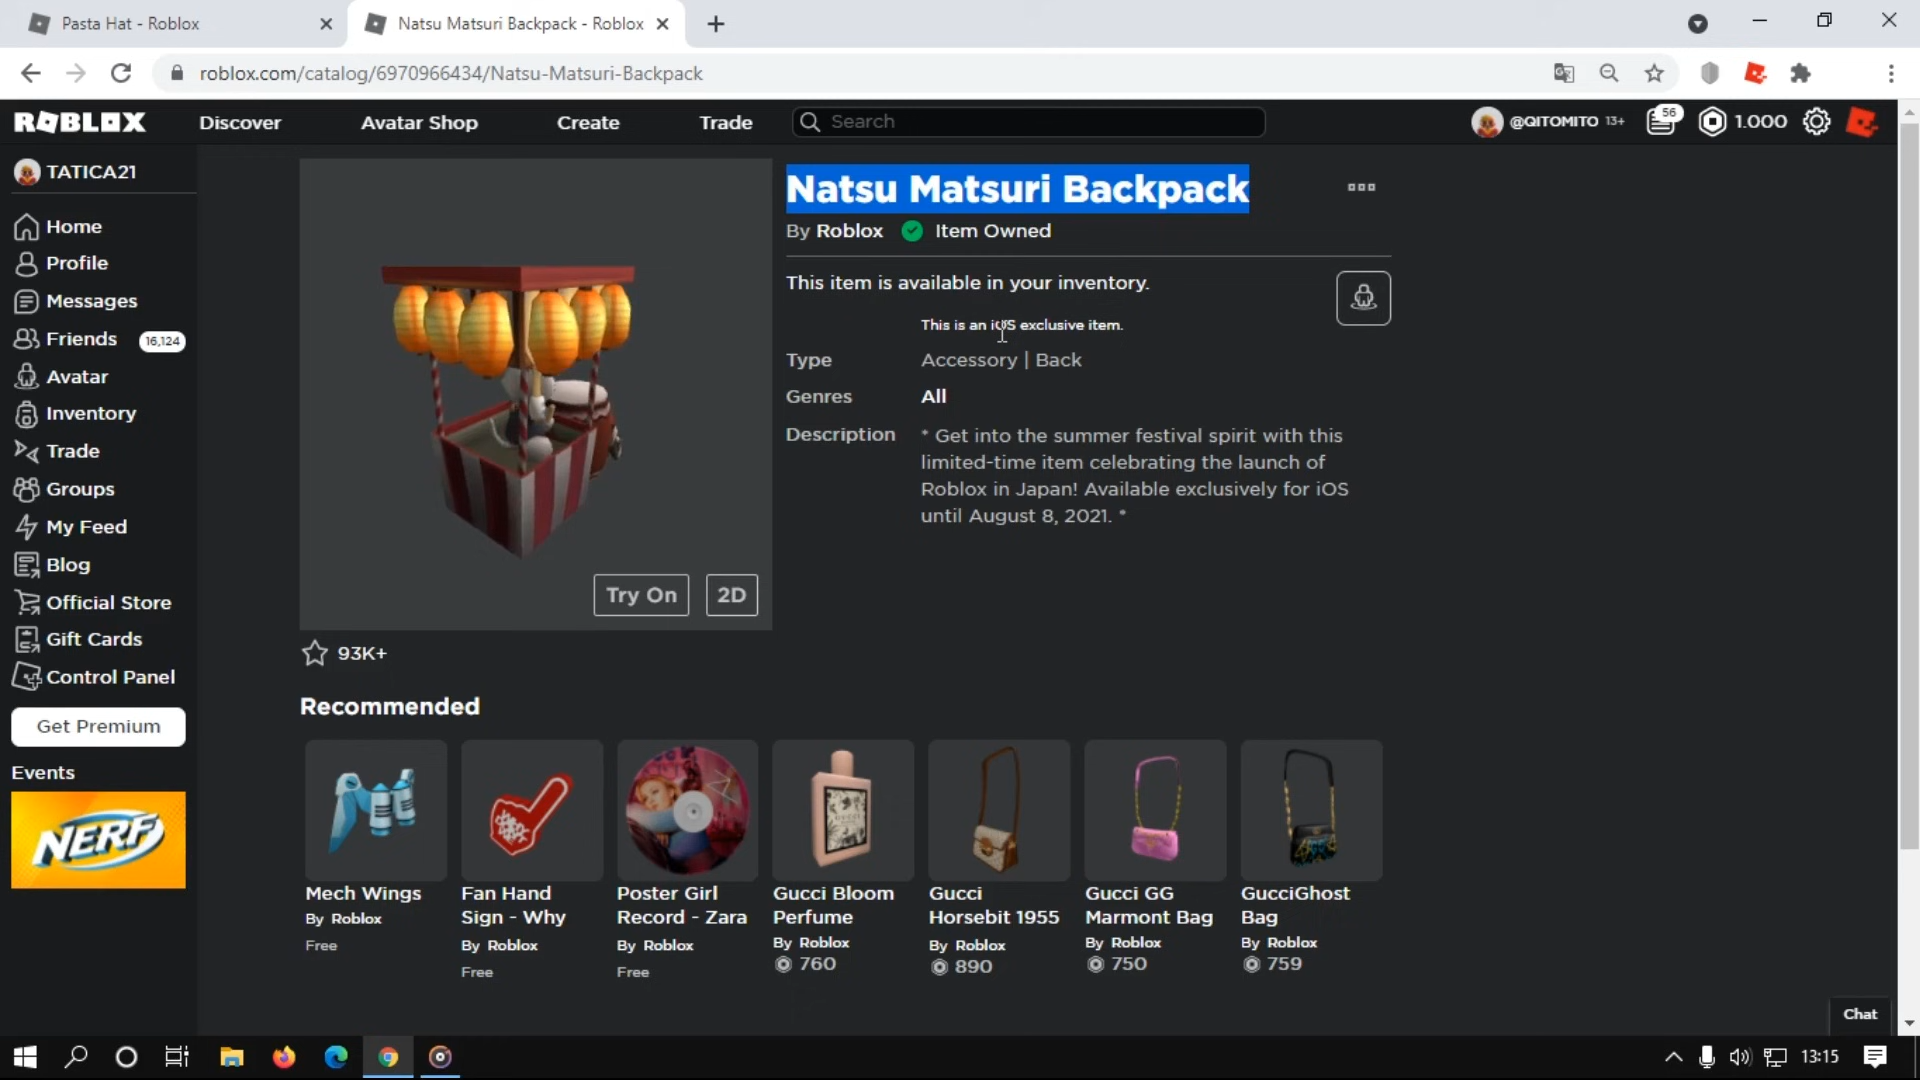 Pasta Hat - Roblox
Natsu Matsuri Backpack - Roblox
roblox.com/catalog/6970966434/Natsu-Matsuri-Backpack
ROBLOX
Discover
Avatar Shop
Create
Trade
Search
@QITOMITO 13+
56
1.000
TATICA21
Home
Profile
Messages
Friends
16,124
Avatar
Inventory
Trade
Groups
My Feed
Blog
Official Store
Gift Cards
Control Panel
Get Premium
Events
NERF
Natsu Matsuri Backpack
By Roblox Item Owned
This item is available in your inventory.
This is an iOS exclusive item.
Type Accessory | Back
Genres All
Description * Get into the summer festival spirit with this
limited-time item celebrating the launch of
Roblox in Japan! Available exclusively for iOS
until August 8, 2021. *
Try On
2D
93K+
Recommended
Mech Wings
By Roblox
Free
Fan Hand
Sign - Why
By Roblox
Free
Poster Girl
Record - Zara
By Roblox
Free
Gucci Bloom
Perfume
By Roblox
760
Gucci
Horsebit 1955
By Roblox
890
Gucci GG
Marmont Bag
By Roblox
750
GucciGhost
Bag
By Roblox
759
Chat
13:15